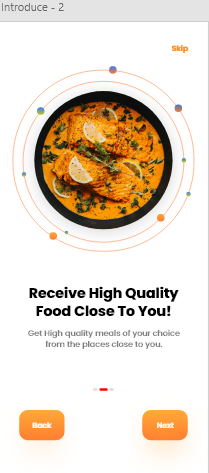 Introduce - 2
Skip
Receive High Quality
Food Close To You!
Get High quality meals of your choice
from the places close to you.
Back
Next